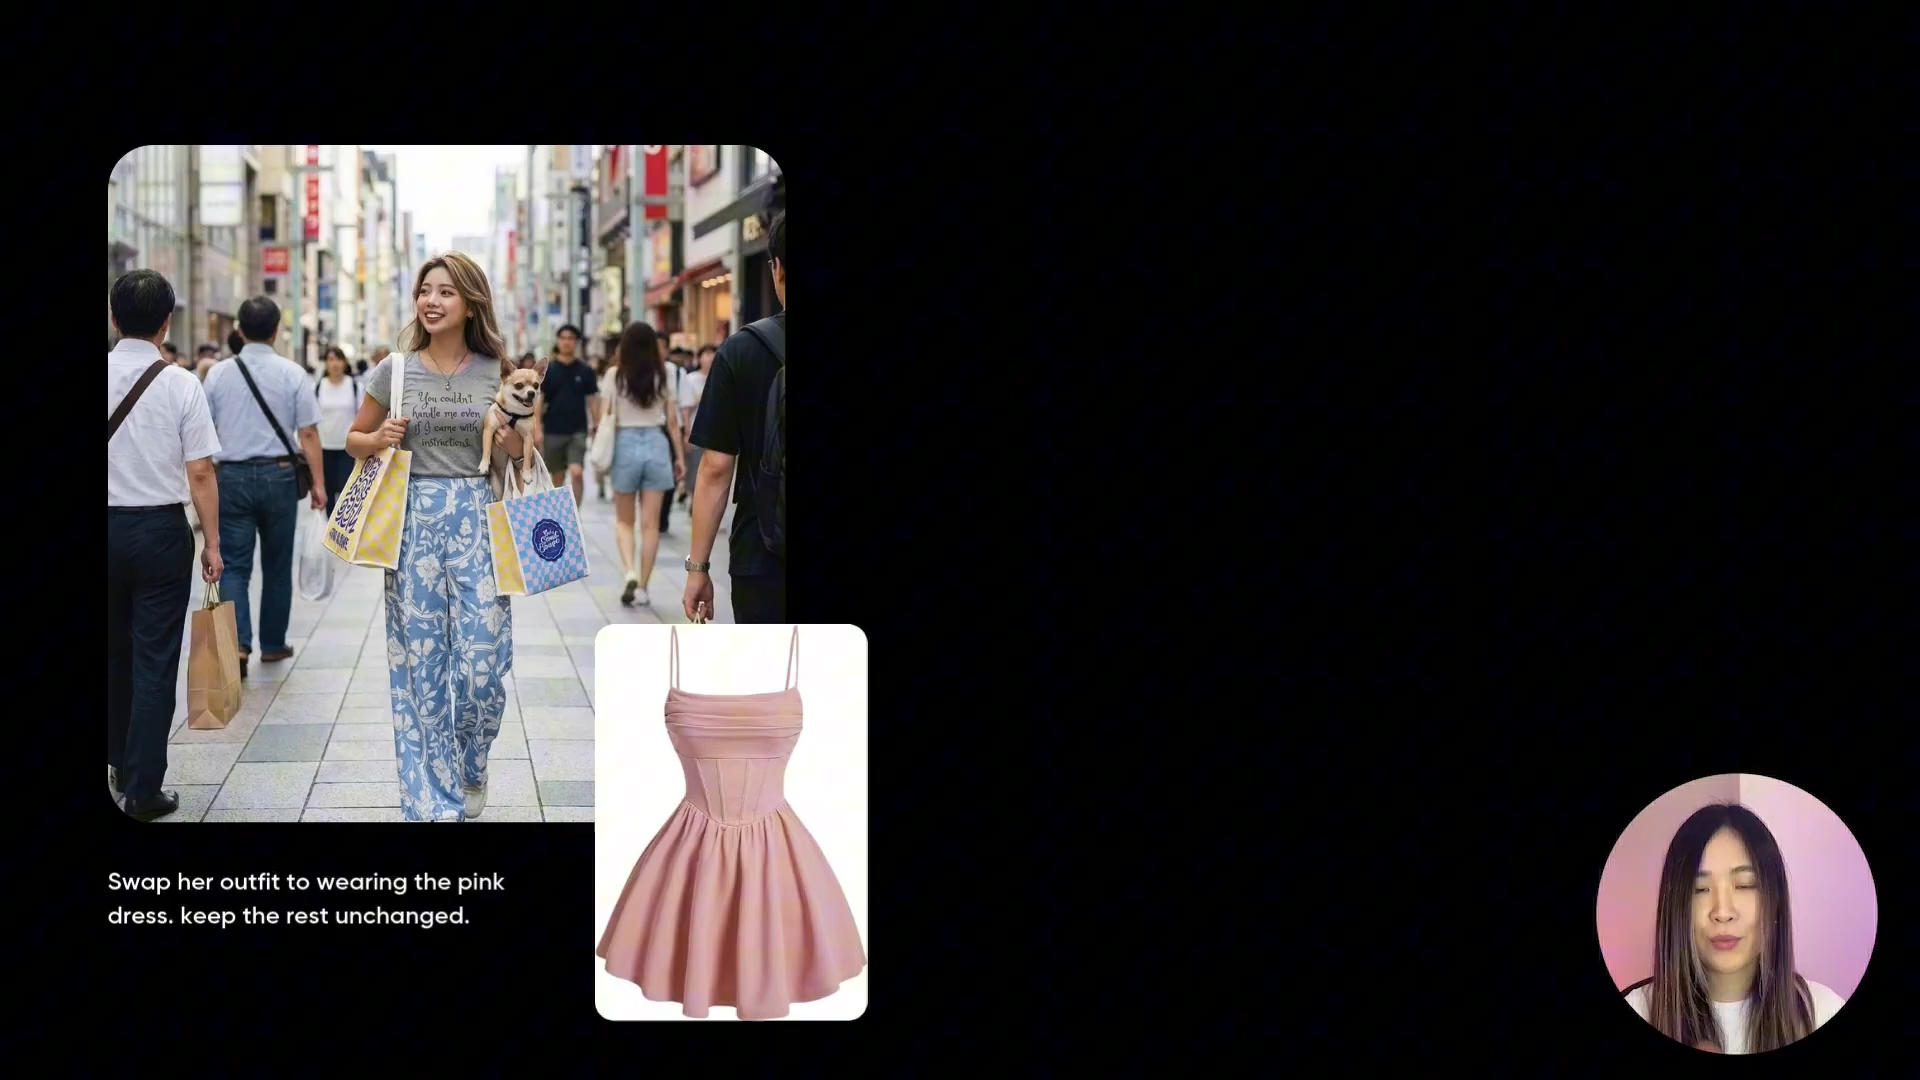 You couldn't
handle me even
if I came with
instructions.
Swap her outfit to wearing the pink
dress. keep the rest unchanged.